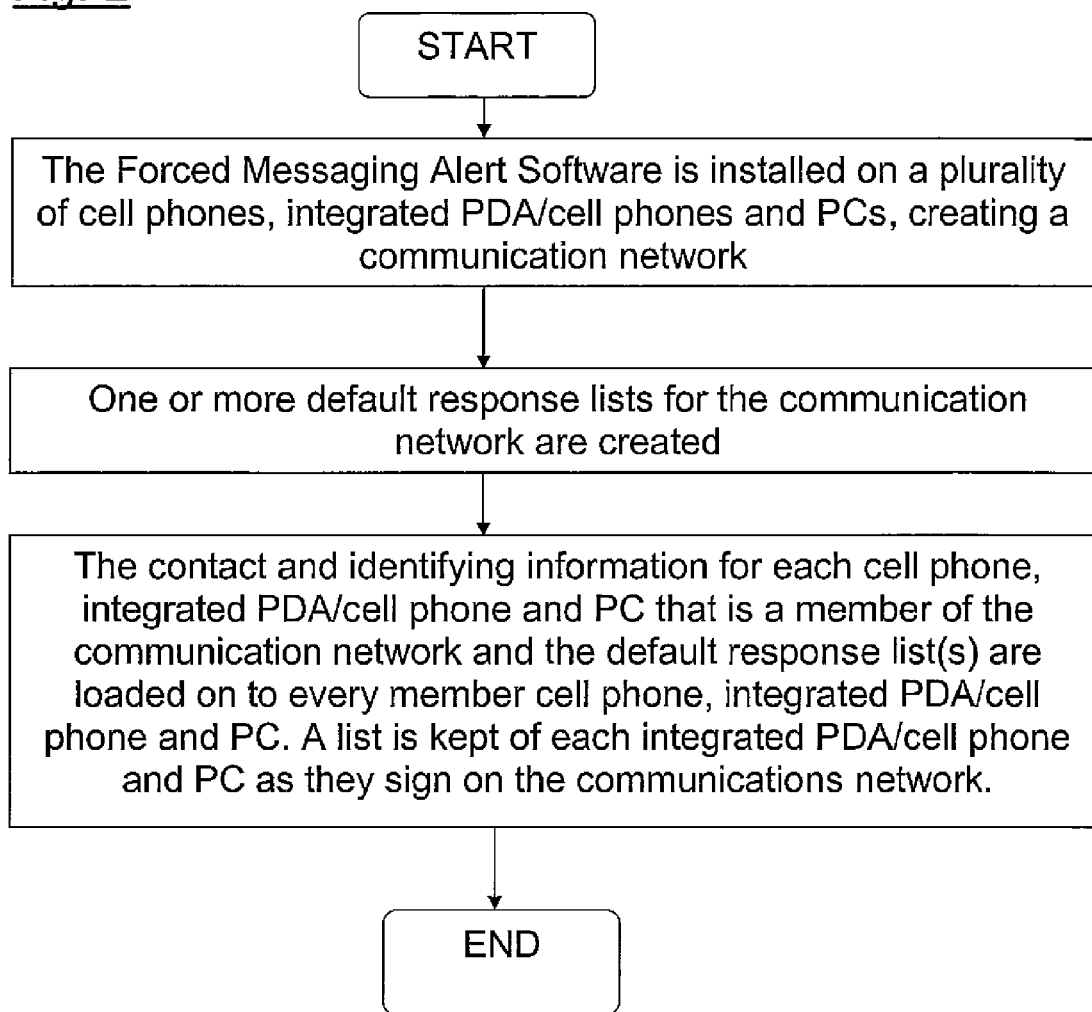 START
The Forced Messaging Alert Software is installed on a plurality
of cell phones, integrated PDA/cell phones and PCs, creating a
communication network
One or more default response lists for the communication
network are created
The contact and identifying information for each cell phone,
integrated PDA/cell phone and PC that is a member of the
communication network and the default response list(s) are
loaded on to every member cell phone, integrated PDA/cell
phone and PC. A list is kept of each integrated PDA/cell phone
and PC as they sign on the communications network.
END